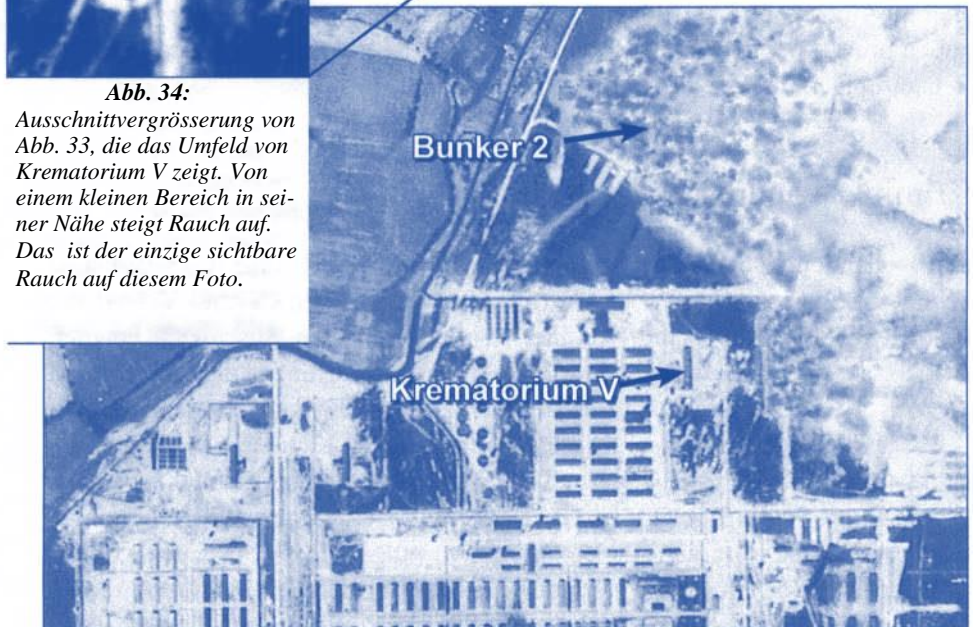 Abb. 34:
Ausschnittvergrösserung von
Abb. 33, die das Umfeld von
Krematorium V zeigt. Von
einem kleinen Bereich in sei-
ner Nähe steigt Rauch auf.
Das ist der einzige sichtbare
Rauch auf diesem Foto.
Bunker 2
Krematorium V